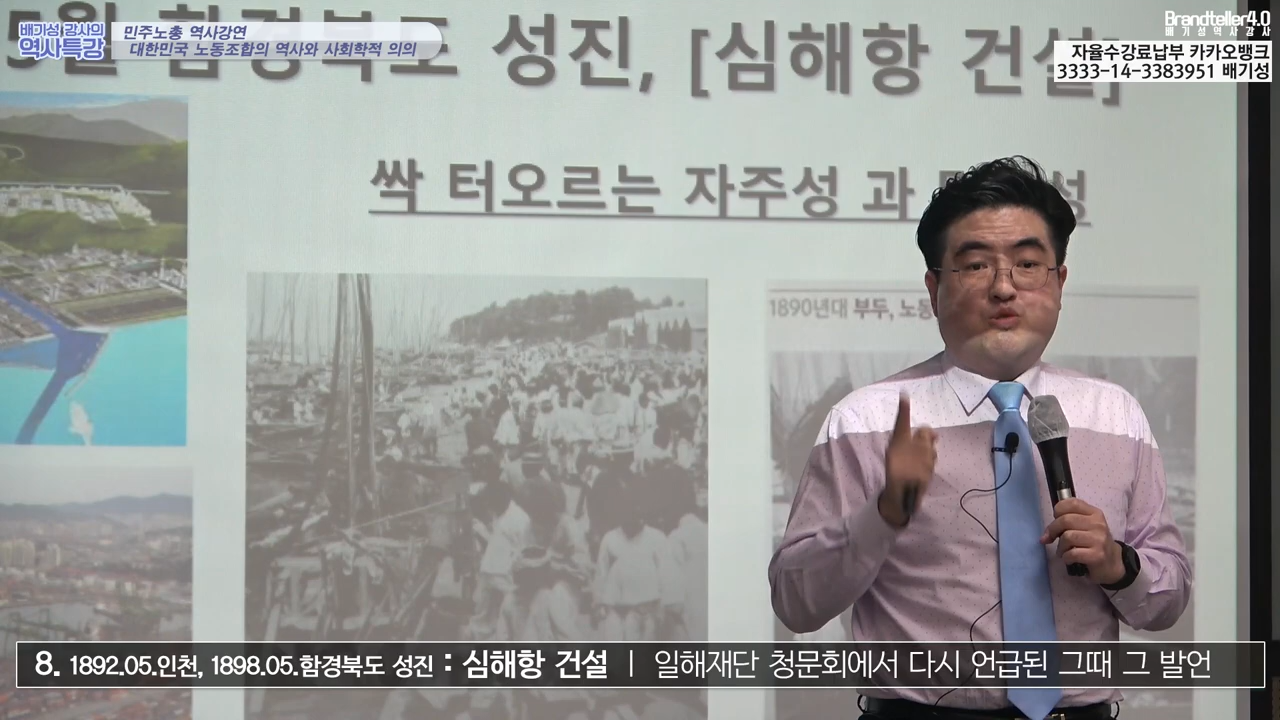 배기성 강사의
역사특강
민주노총 역사강연
대한민국 노동조합의 역사와 사회학적 의의
Brandteller4.0
배기성역사강사
자율수강료납부 카카오뱅크
3333-14-3383951 배기성
5월 함경북도 성진, [심해항 건설]
싹 터오르는 자주성 과 성
1890년대 부두, 노동
8. 1892.05.인천, 1898.05.함경북도 성진 : 심해항 건설 ㅣ 일해재단 청문회에서 다시 언급된 그때 그 발언